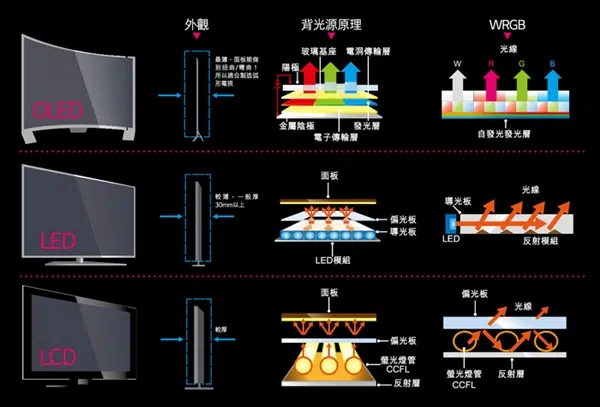 外觀
背光源原理
WRGB
OLED
最薄，面板能做
到扭曲/彎曲！
所以適合製造弧
形電視
玻璃基座
電洞傳輸層
陽極
金屬陰極
發光層
電子傳輸層
光線
W
R
G
B
自發光發光層
LED
較薄，一般厚
30mm以上
面板
偏光板
導光板
LED模組
導光板
光線
LED
反射模組
LCD
較厚
面板
偏光板
螢光燈管
CCFL
反射層
偏光板
光線
螢光燈管
CCFL
反射層